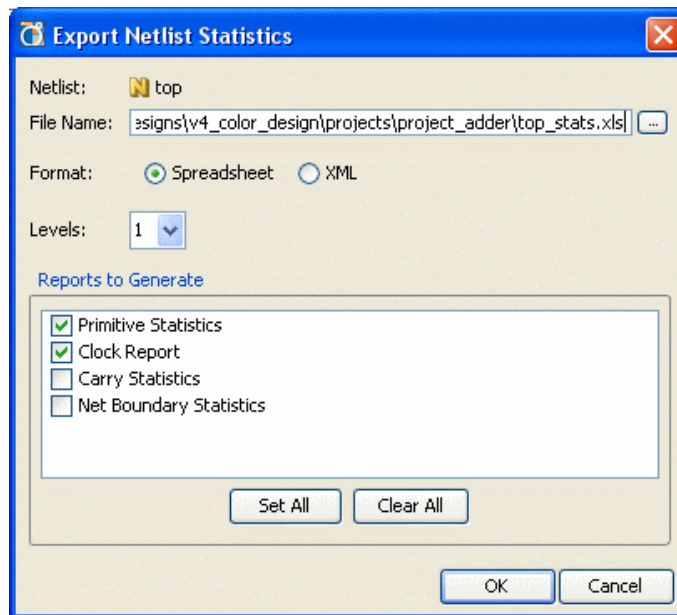 Export Netlist Statistics
Netlist: N top
File Name: esigns\v4_color_design\projects\project_adder\top_stats.xls ...
Format: Spreadsheet XML
Levels: 1
Reports to Generate
Primitive Statistics
Clock Report
Carry Statistics
Net Boundary Statistics
Set All Clear All
OK Cancel